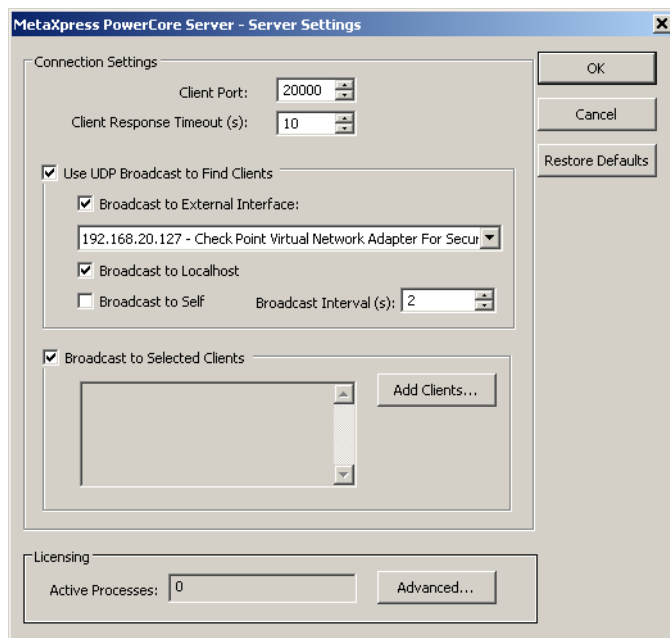 MetaXpress PowerCore Server - Server Settings
Connection Settings
Client Port: 20000
Client Response Timeout (s): 10
Use UDP Broadcast to Find Clients
Broadcast to External Interface:
192.168.20.127 - Check Point Virtual Network Adapter For Secur
Broadcast to Localhost
Broadcast to Self Broadcast Interval (s): 2
Broadcast to Selected Clients
Add Clients...
Licensing
Active Processes: 0
Advanced...
OK
Cancel
Restore Defaults